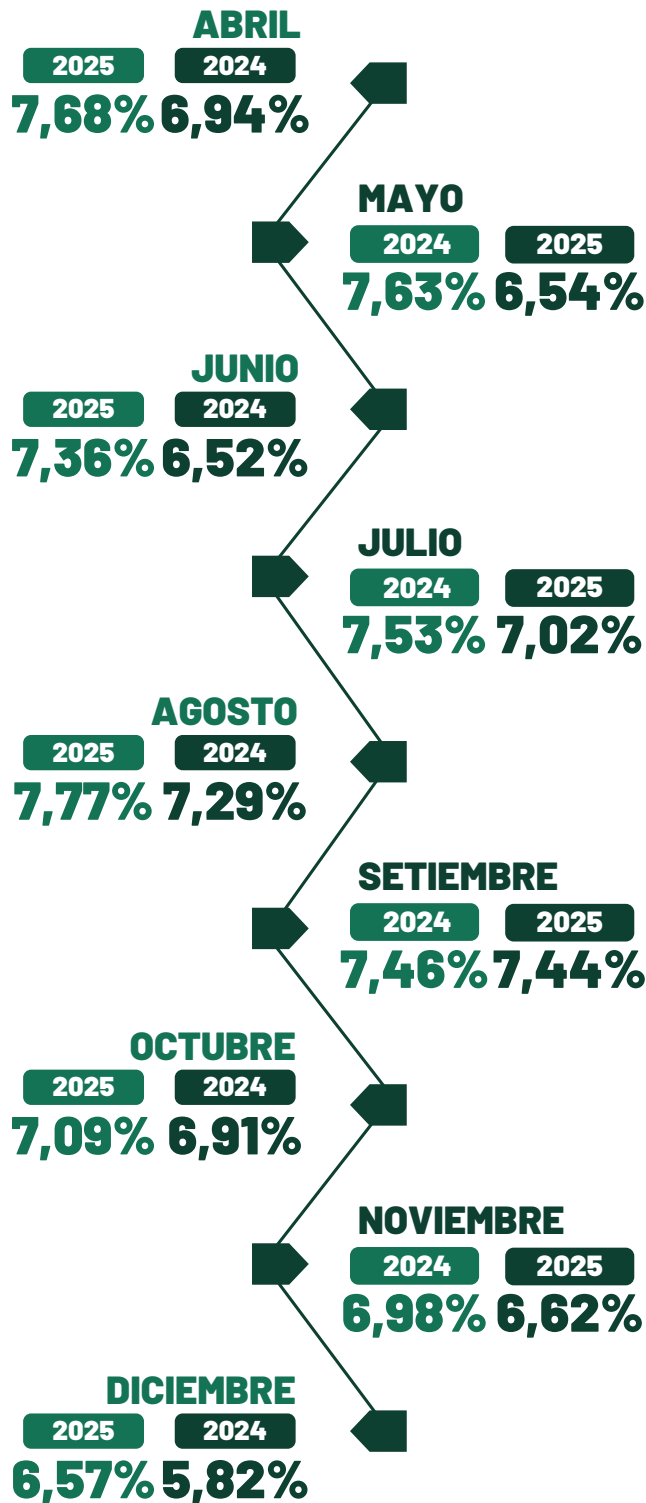 ABRIL
2025 2024
7,68% 6,94%
MAYO
2024 2025
7,63% 6,54%
JUNIO
2025 2024
7,36% 6,52%
JULIO
2024 2025
7,53% 7,02%
AGOSTO
2025 2024
7,77% 7,29%
SETIEMBRE
2024 2025
7,46% 7,44%
OCTUBRE
2025 2024
7,09% 6,91%
NOVIEMBRE
2024 2025
6,98% 6,62%
DICIEMBRE
2025 2024
6,57% 5,82%